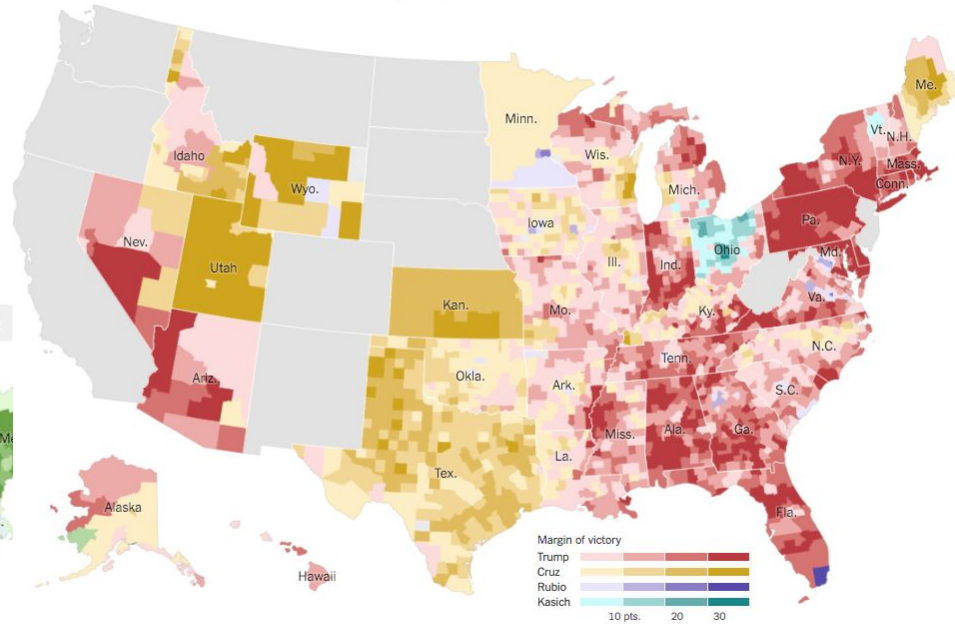 Me.
Minn.
Vt.
N.H.
Idaho
Wis.
N.Y.
Mass.
Wyo.
Mich.
Conn.
Iowa
Pa.
Nev.
Ohio
Utah
Ill.
Ind.
Md.
Kan.
Mo.
Ky.
Va.
Ariz.
Okla.
Tenn.
N.C.
Ark.
S.C.
Miss.
Ala.
Ga.
Tex.
La.
Alaska
Fla.
Hawaii
Margin of victory
Trump
Cruz
Rubio
Kasich
10 pts. 20 30